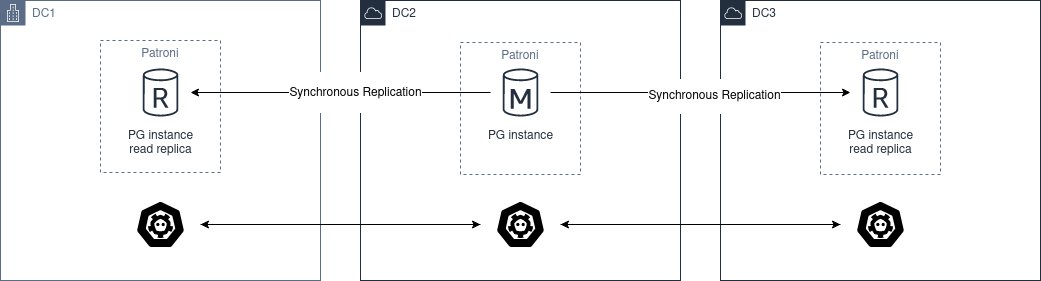 DC1
DC2
DC3
Patroni
R
PG instance
read replica
Synchronous Replication
Patroni
M
PG instance
Synchronous Replication
Patroni
R
PG instance
read replica